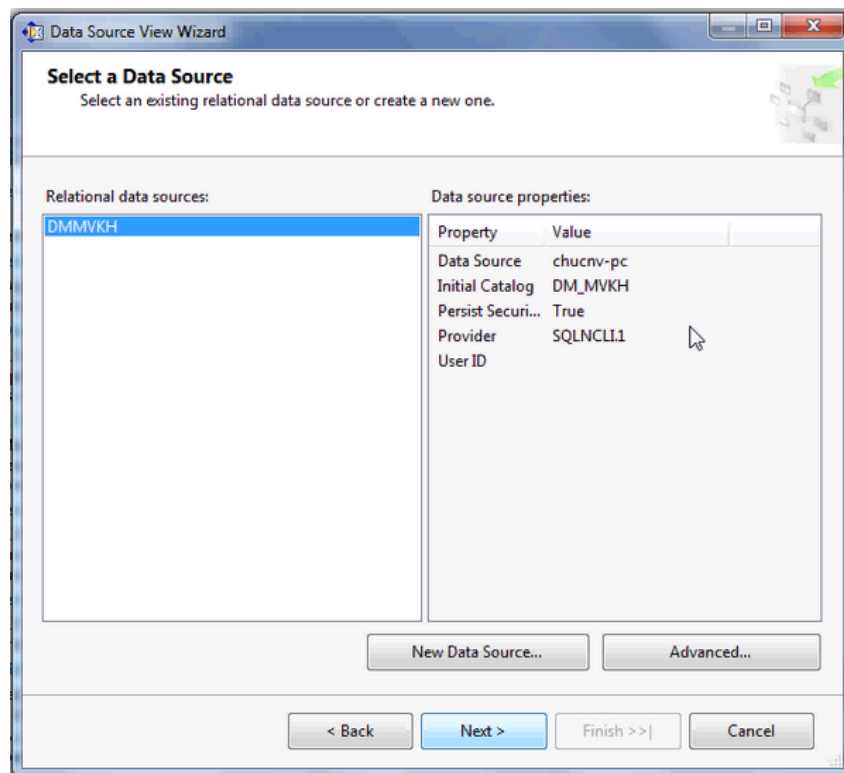 Data Source View Wizard
Select a Data Source
Select an existing relational data source or create a new one.
Relational data sources:
DMMVKH
Data source properties:
Property Value
Data Source chucnv-pc
Initial Catalog DM_MVKH
Persist Securi... True
Provider SQLNCLI.1
User ID
New Data Source... Advanced...
< Back Next > Finish >>| Cancel